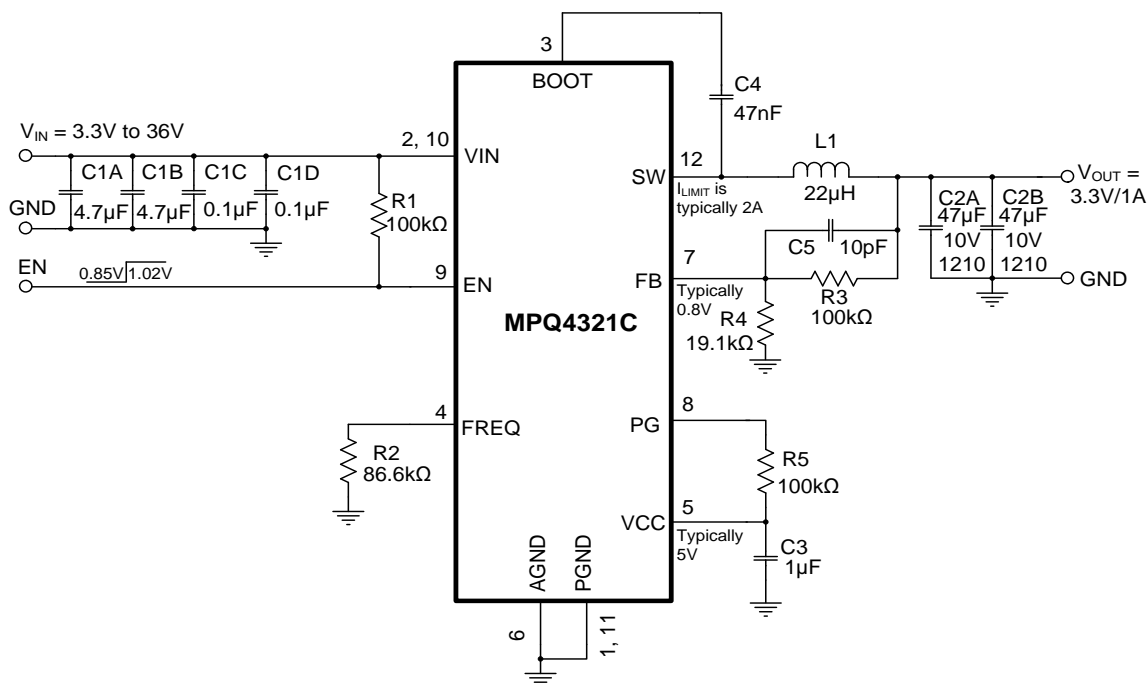 3
BOOT
C4
47nF
V_IN = 3.3V to 36V
2, 10
VIN
C1A
4.7µF
C1B
4.7µF
C1C
0.1µF
C1D
0.1µF
GND
R1
100kΩ
12
SW
I_LIMIT is
typically 2A
L1
22µH
V_OUT =
3.3V/1A
C2A
47µF
10V
1210
C2B
47µF
10V
1210
GND
C5
10pF
EN
0.85V
1.02V
9
EN
7
FB
Typically
0.8V
R3
100kΩ
R4
19.1kΩ
MPQ4321C
4
FREQ
R2
86.6kΩ
8
PG
R5
100kΩ
5
VCC
Typically
5V
C3
1µF
AGND
PGND
6
1, 11